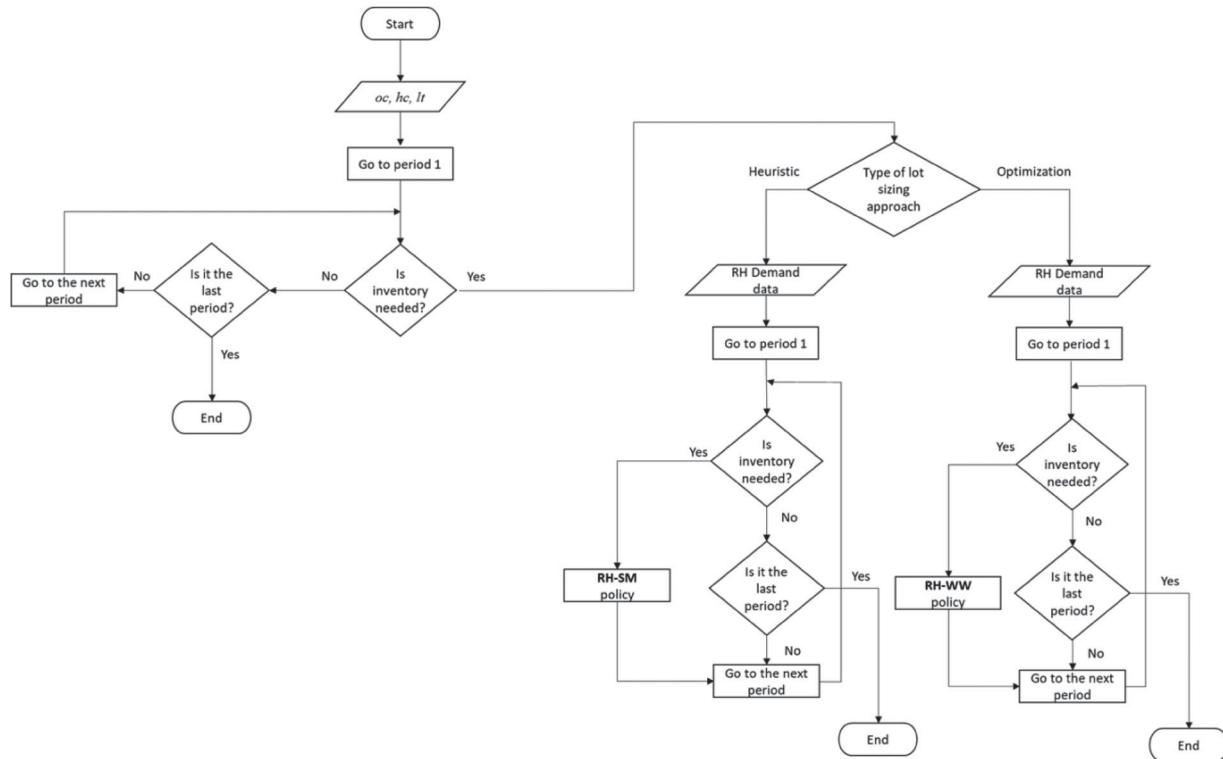 Start
oc, hc, lt
Go to period 1
Is
inventory
needed?
No
Yes
Is it the
last
period?
No
Go to the next
period
Yes
End
Type of lot
sizing
approach
Heuristic
Optimization
RH Demand
data
Go to period 1
Is
inventory
needed?
Yes
No
RH-SM
policy
Is it the
last
period?
Yes
No
Go to the next
period
End
RH Demand
data
Go to period 1
Is
inventory
needed?
Yes
No
RH-WW
policy
Is it the
last
period?
Yes
No
Go to the next
period
End